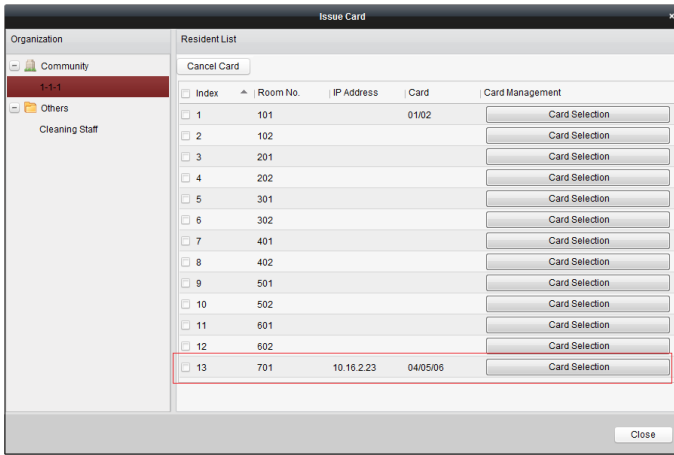 Issue Card ×
Organization
Resident List
Community
1-1-1
Others
Cleaning Staff
Cancel Card
Index Room No. IP Address Card Card Management
1 101 01/02 Card Selection
2 102 Card Selection
3 201 Card Selection
4 202 Card Selection
5 301 Card Selection
6 302 Card Selection
7 401 Card Selection
8 402 Card Selection
9 501 Card Selection
10 502 Card Selection
11 601 Card Selection
12 602 Card Selection
13 701 10.16.2.23 04/05/06 Card Selection
Close